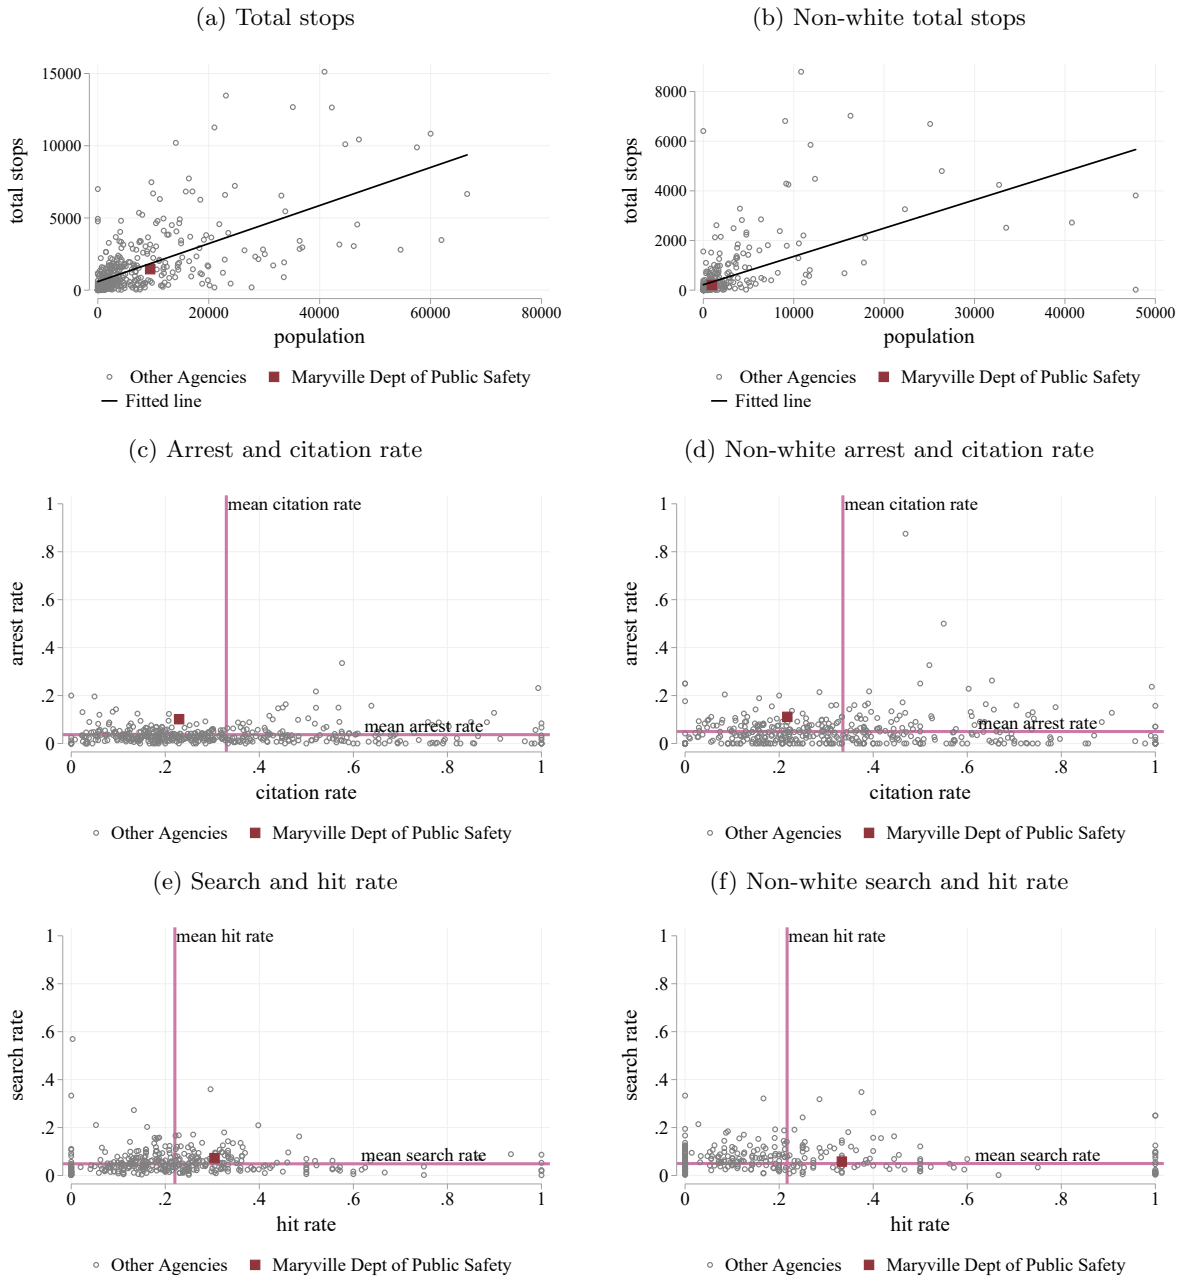 (a) Total stops
(b) Non-white total stops
15000
10000
5000
0
total stops
0
20000
40000
60000
80000
population
Other Agencies
Maryville Dept of Public Safety
Fitted line
8000
6000
4000
2000
0
total stops
0
10000
20000
30000
40000
50000
population
Other Agencies
Maryville Dept of Public Safety
Fitted line
(c) Arrest and citation rate
(d) Non-white arrest and citation rate
1
.8
.6
.4
.2
0
arrest rate
mean citation rate
mean arrest rate
0
.2
.4
.6
.8
1
citation rate
Other Agencies
Maryville Dept of Public Safety
1
.8
.6
.4
.2
0
arrest rate
mean citation rate
mean arrest rate
0
.2
.4
.6
.8
1
citation rate
Other Agencies
Maryville Dept of Public Safety
(e) Search and hit rate
(f) Non-white search and hit rate
1
.8
.6
.4
.2
0
search rate
mean hit rate
mean search rate
0
.2
.4
.6
.8
1
hit rate
Other Agencies
Maryville Dept of Public Safety
1
.8
.6
.4
.2
0
search rate
mean hit rate
mean search rate
0
.2
.4
.6
.8
1
hit rate
Other Agencies
Maryville Dept of Public Safety